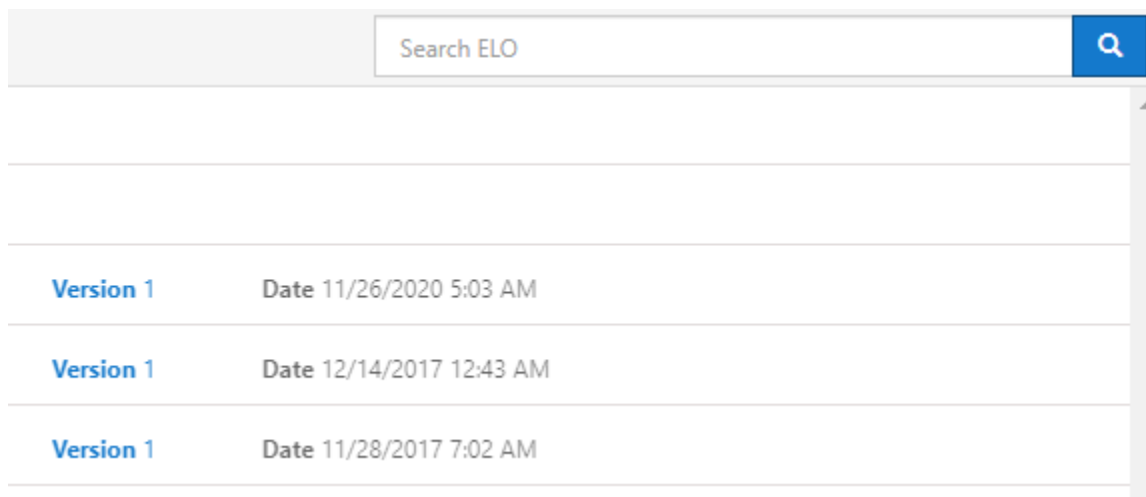 Search ELO
Version 1 Date 11/26/2020 5:03 AM
Version 1 Date 12/14/2017 12:43 AM
Version 1 Date 11/28/2017 7:02 AM